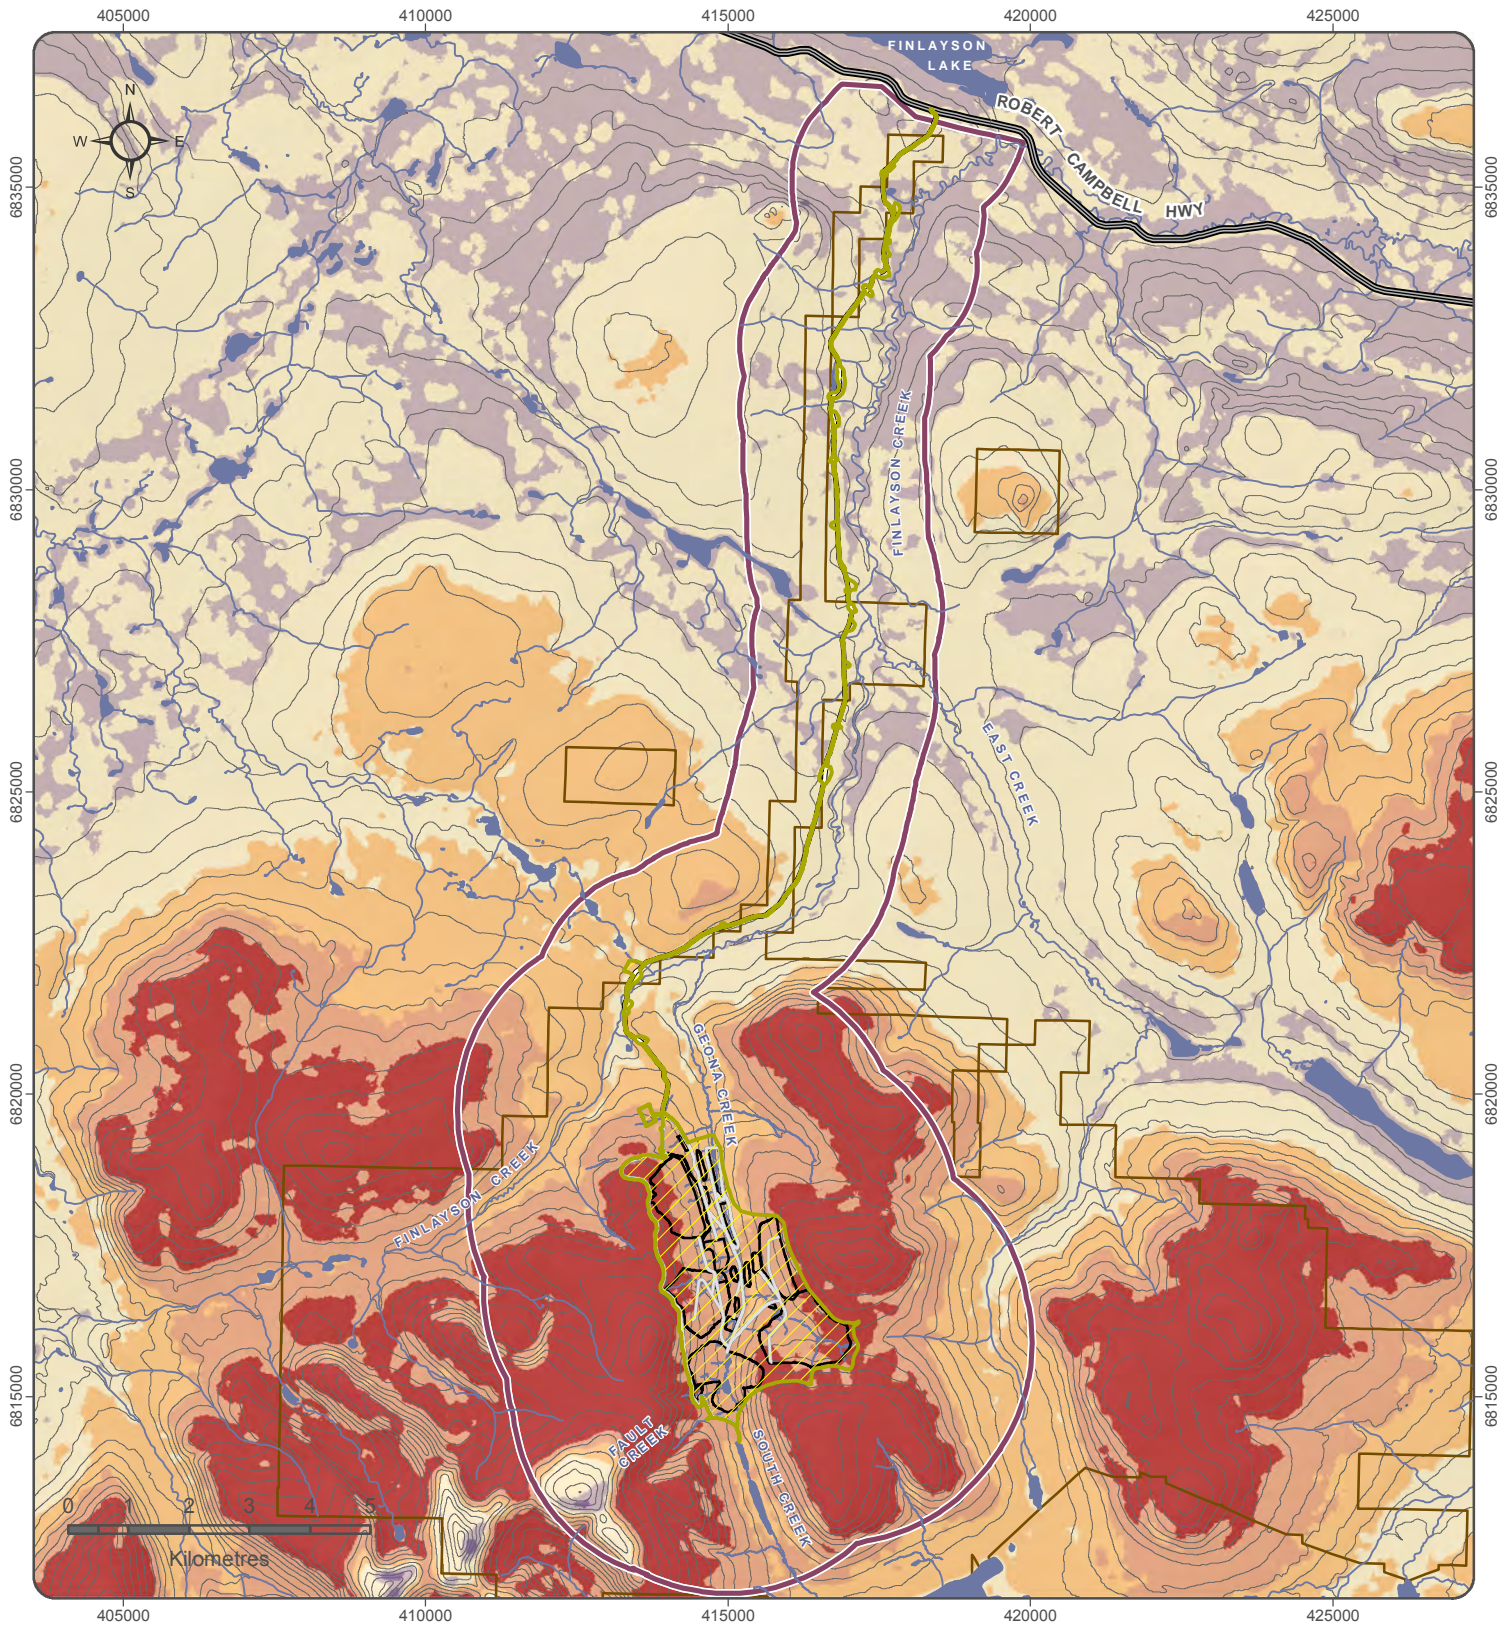 405000 410000 415000 420000 425000
FINLAYSON
LAKE
N
W E
S
ROBERT CAMPBELL HWY
6835000 6835000
90
FINLAYSON CREEK
6830000 6830000
EAST CREEK
6825000 6825000
GEONA CREEK
6820000 6820000
FINLAYSON CREEK
6815000 6815000
FAULT
CREEK
SOUTH CREEK
0 1 2 3 4 5
Kilometres
405000 410000 415000 420000 425000